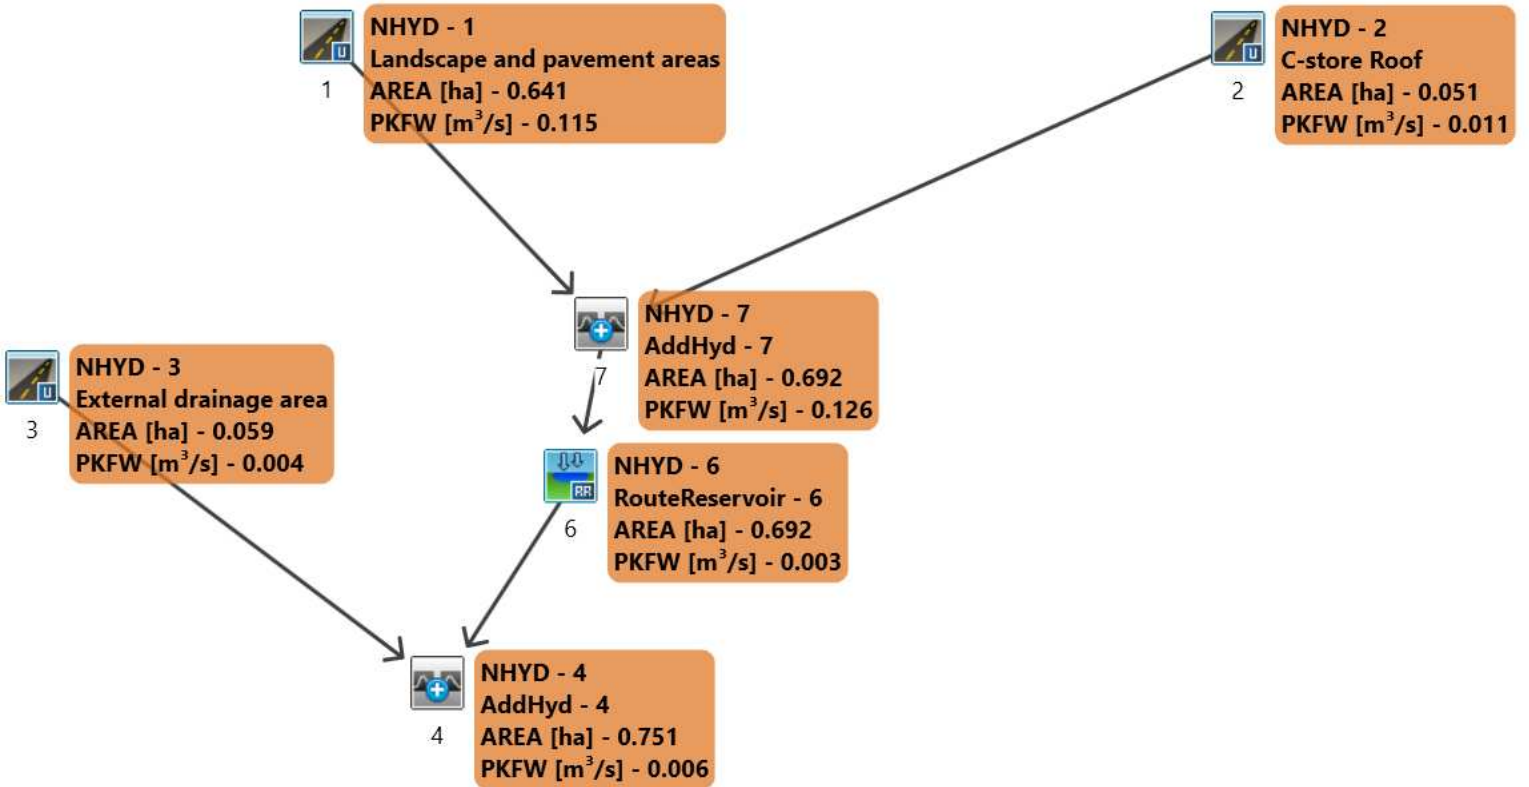 NHYD - 1
Landscape and pavement areas
AREA [ha] - 0.641
PKFW [m³/s] - 0.115
U
1
NHYD - 2
C-store Roof
AREA [ha] - 0.051
PKFW [m³/s] - 0.011
U
2
NHYD - 7
AddHyd - 7
AREA [ha] - 0.692
PKFW [m³/s] - 0.126
7
NHYD - 3
External drainage area
AREA [ha] - 0.059
PKFW [m³/s] - 0.004
U
3
NHYD - 6
RouteReservoir - 6
AREA [ha] - 0.692
PKFW [m³/s] - 0.003
RR
6
NHYD - 4
AddHyd - 4
AREA [ha] - 0.751
PKFW [m³/s] - 0.006
4